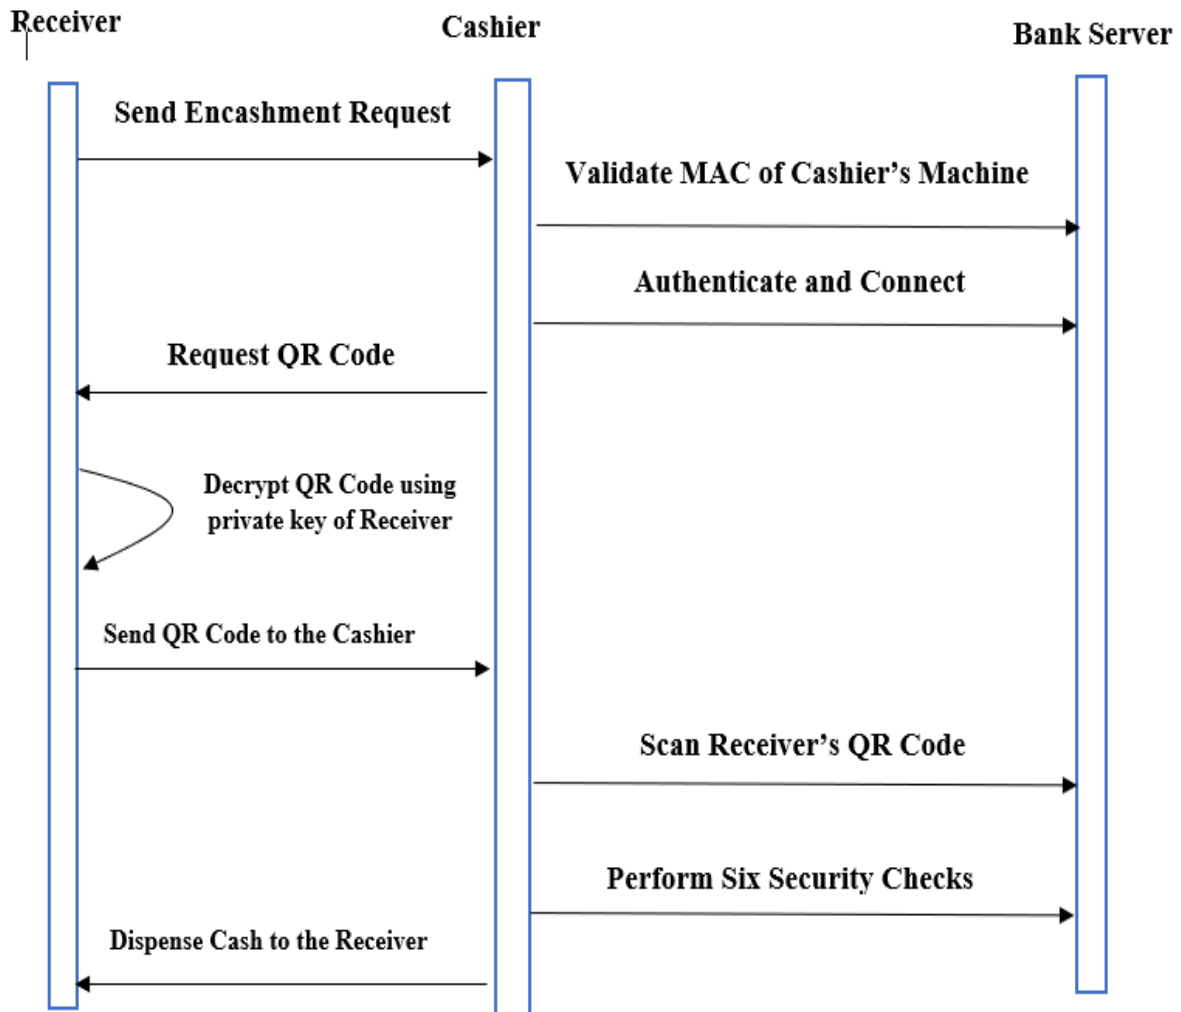 Receiver
Cashier
Bank Server
Send Encashment Request
Validate MAC of Cashier’s Machine
Authenticate and Connect
Request QR Code
Decrypt QR Code using
private key of Receiver
Send QR Code to the Cashier
Scan Receiver’s QR Code
Perform Six Security Checks
Dispense Cash to the Receiver